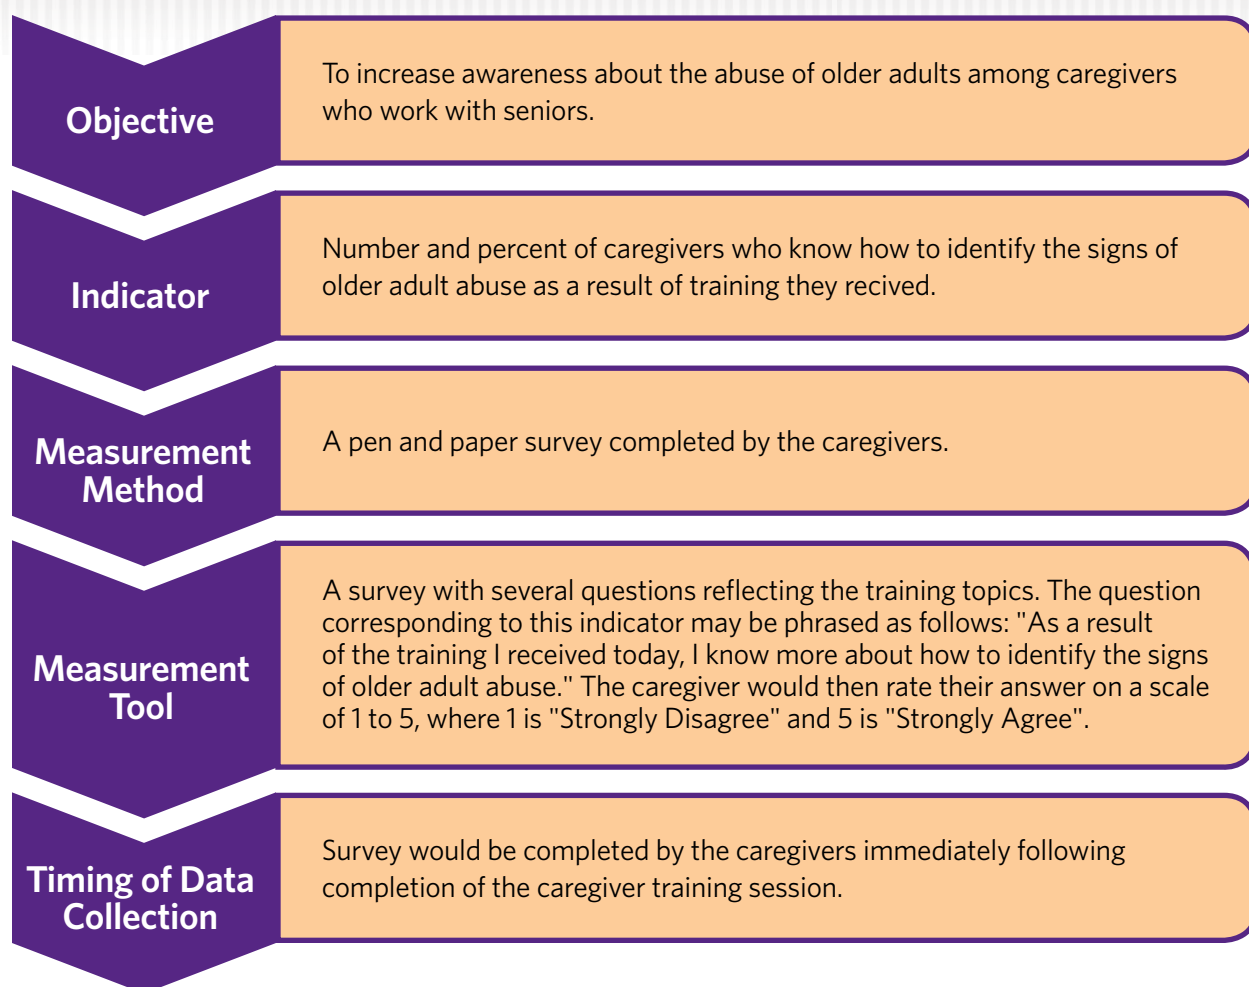 Objective
To increase awareness about the abuse of older adults among caregivers
who work with seniors.
Indicator
Number and percent of caregivers who know how to identify the signs of
older adult abuse as a result of training they recived.
Measurement
Method
A pen and paper survey completed by the caregivers.
Measurement
Tool
A survey with several questions reflecting the training topics. The question
corresponding to this indicator may be phrased as follows: "As a result
of the training I received today, I know more about how to identify the signs
of older adult abuse." The caregiver would then rate their answer on a scale
of 1 to 5, where 1 is "Strongly Disagree" and 5 is "Strongly Agree".
Timing of Data
Collection
Survey would be completed by the caregivers immediately following
completion of the caregiver training session.